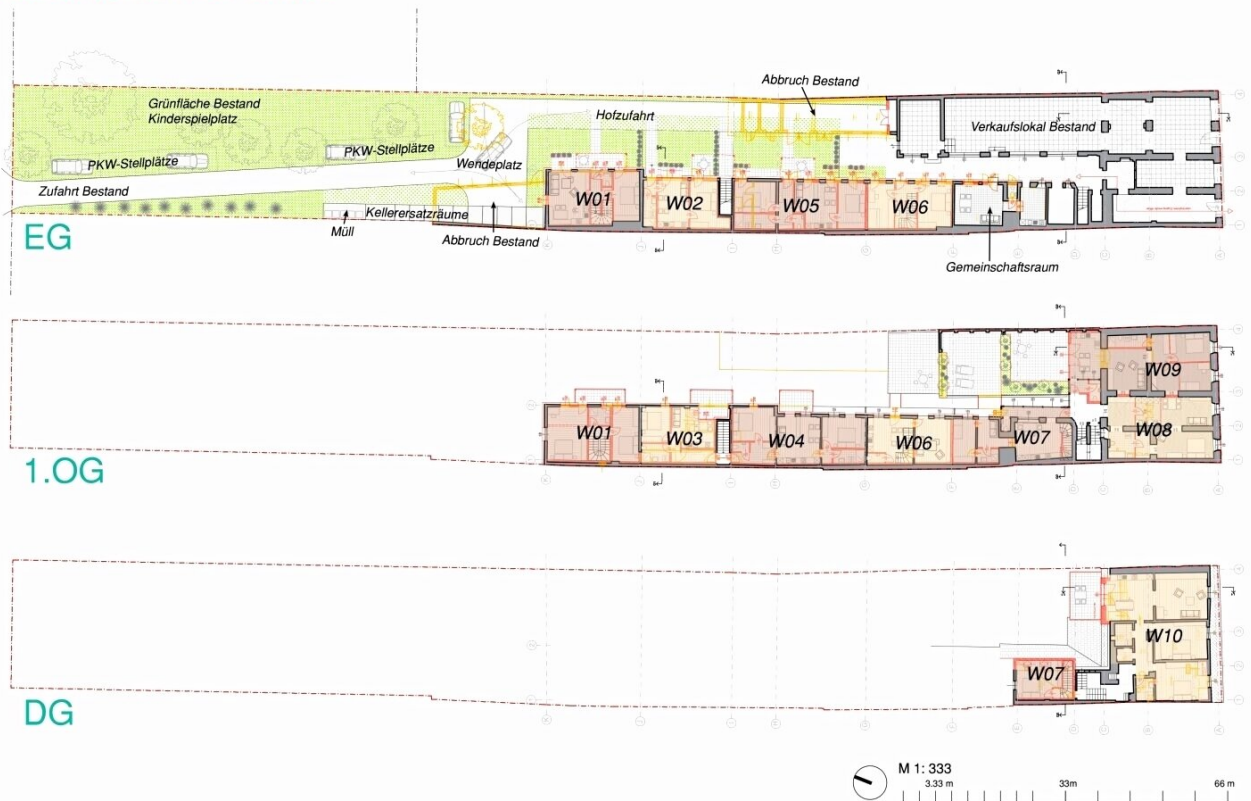 Abbruch Bestand
Grünfläche Bestand
Kinderspielplatz
Hofzufahrt
Verkaufslokal Bestand
PKW-Stellplätze
PKW-Stellplätze
Wendeplatz
Zufahrt Bestand
W01
W02
W05
W06
Kellerersatzräume
EG
Müll
Abbruch Bestand
Gemeinschaftsraum
W09
W01
W03
W04
W06
W07
W08
1.OG
W10
W07
DG
M 1: 333
3.33 m
33m
66 m